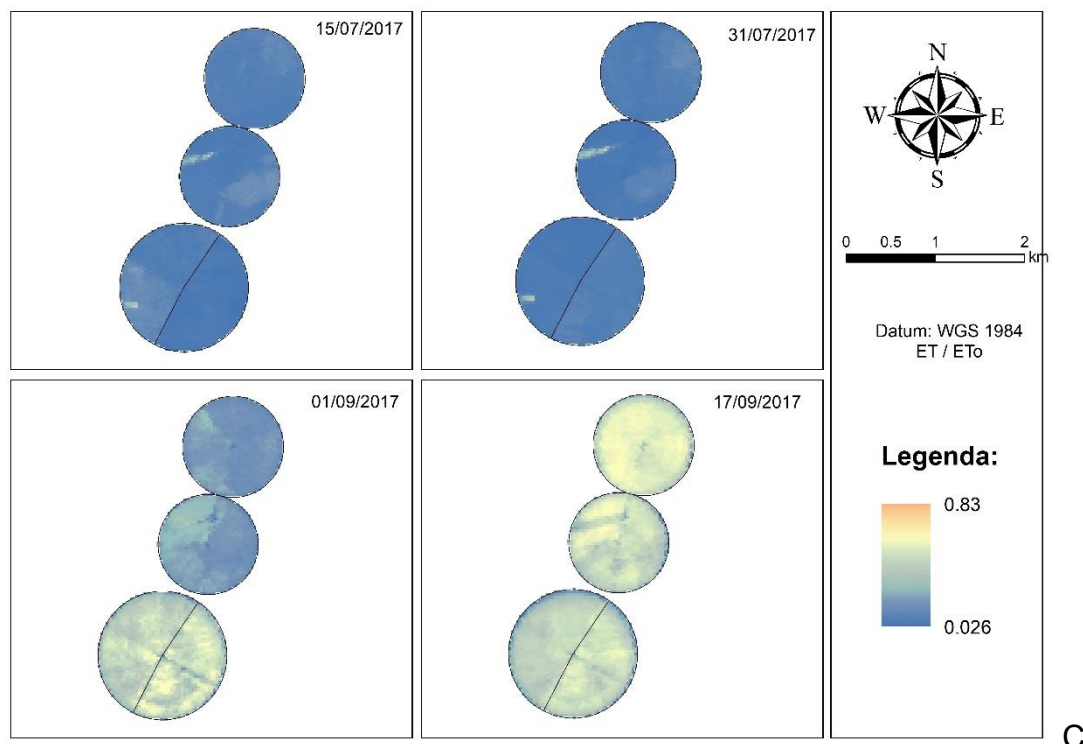 15/07/2017
31/07/2017
N
W E
S
0 0.5 1 2
km
Datum: WGS 1984
ET / ETo
01/09/2017
17/09/2017
Legenda:
0.83
0.026
C